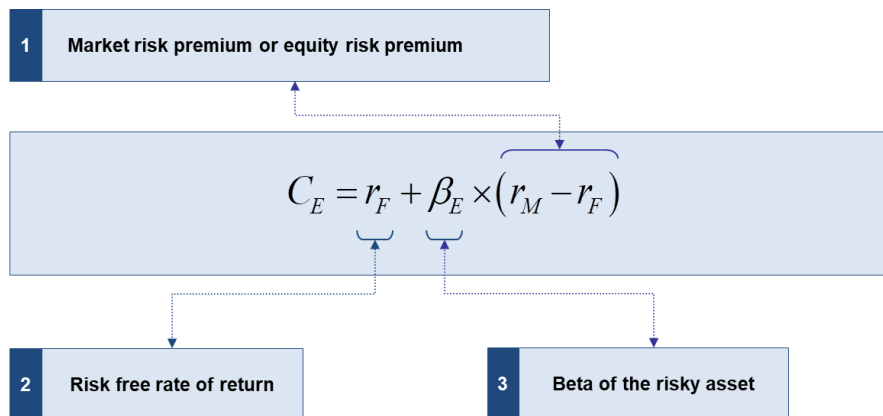 1 Market risk premium or equity risk premium
C_E = r_F + β_E × (r_M − r_F)
2 Risk free rate of return
3 Beta of the risky asset